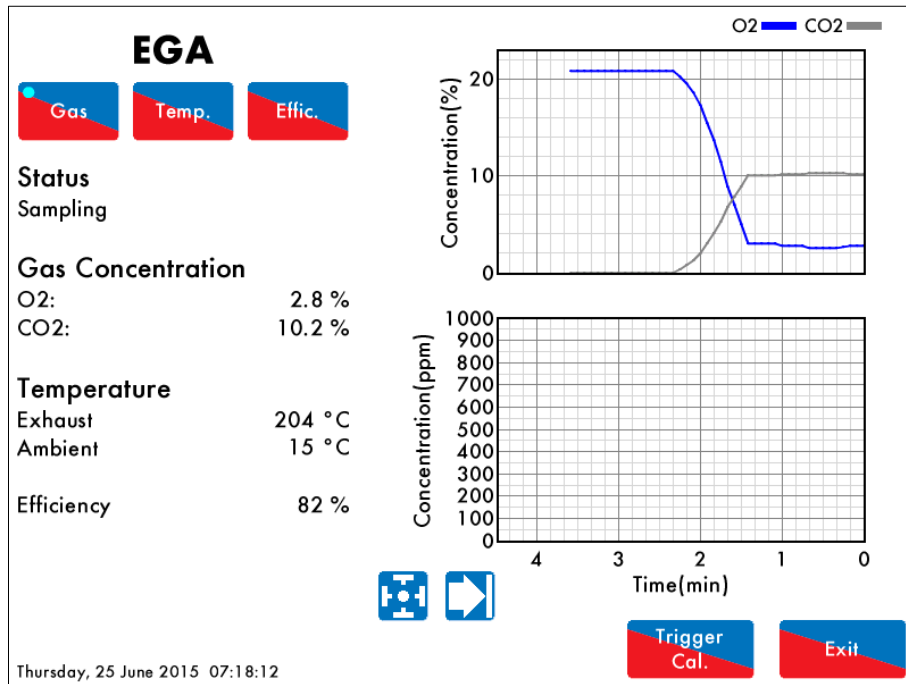 EGA
Gas
Temp.
Effic.
Status
Sampling
Gas Concentration
O2: 2.8 %
CO2: 10.2 %
Temperature
Exhaust 204 °C
Ambient 15 °C
Efficiency 82 %
Thursday, 25 June 2015 07:18:12
O2 CO2
Concentration(%)
20
10
0
Concentration(ppm)
1000
900
800
700
600
500
400
300
200
100
0
4 3 2 1 0
Time(min)
Trigger
Cal.
Exit